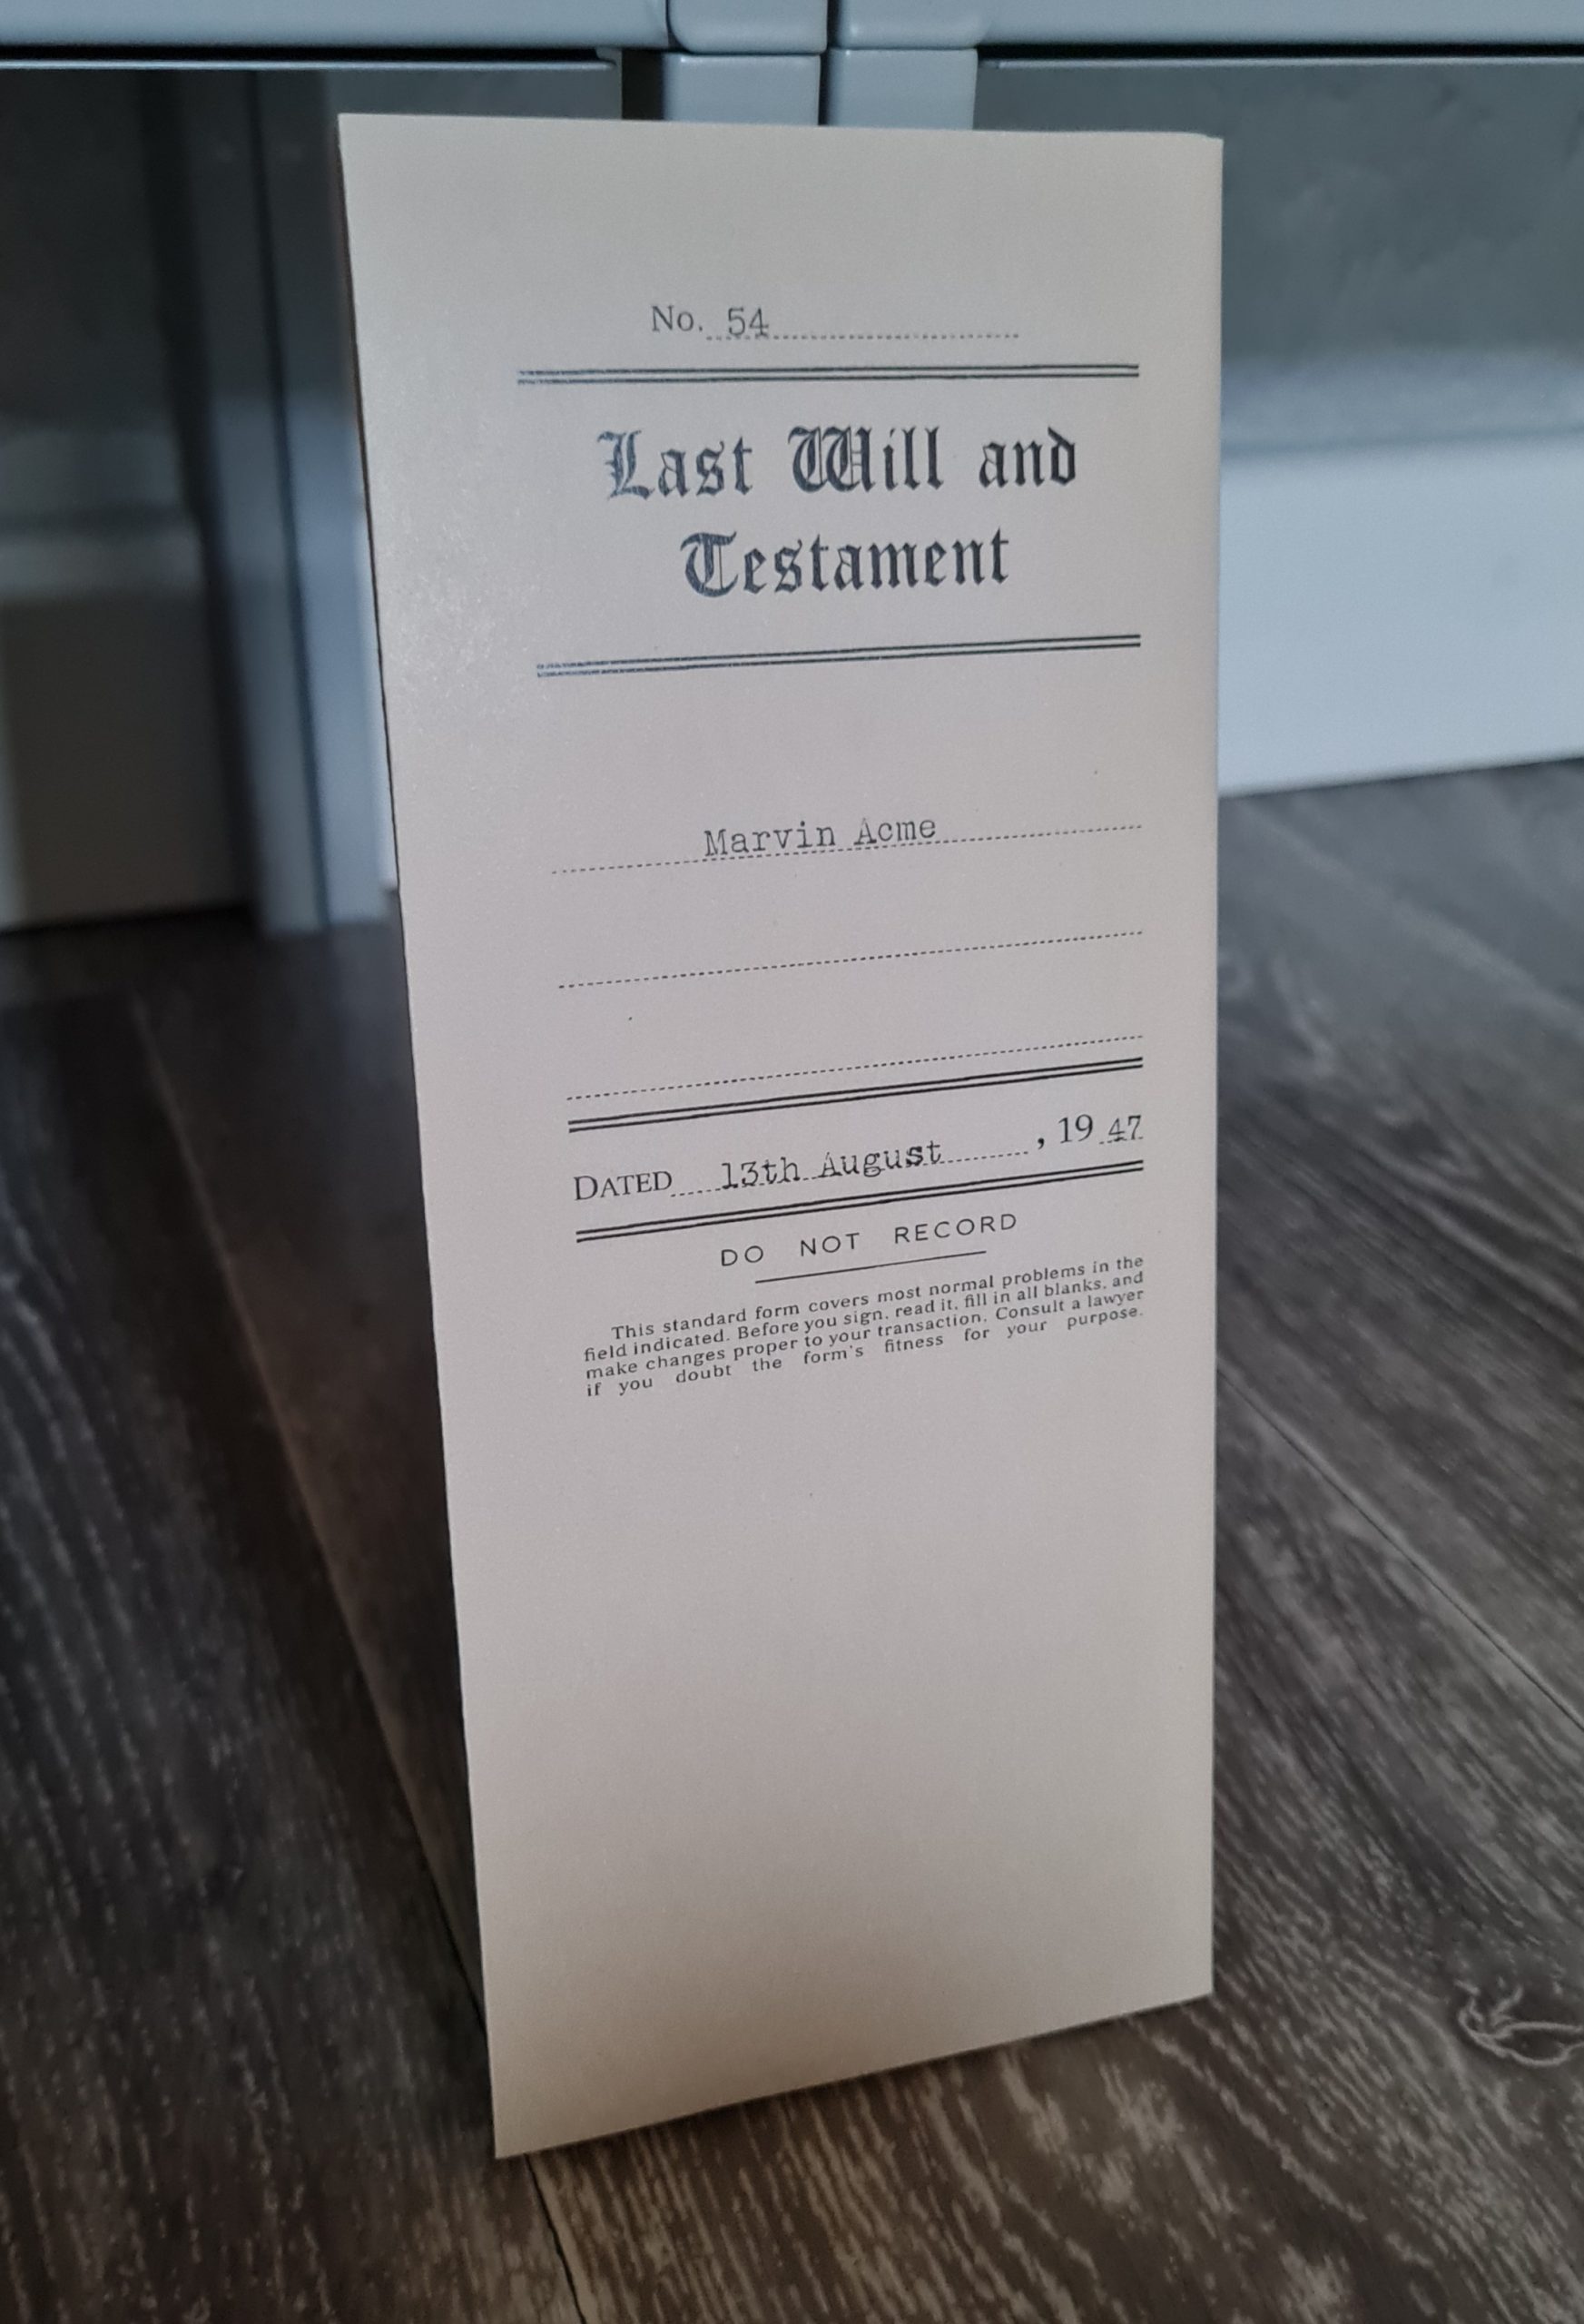 No. 54
Last Will and
Testament
Marvin Acme
DATED 13th August, 19 47
DO NOT RECORD
This standard form covers most normal problems in the
field indicated. Before you sign, read it, fill in all blanks, and
make changes proper to your transaction. Consult a lawyer
if you doubt the form's fitness for your purpose.